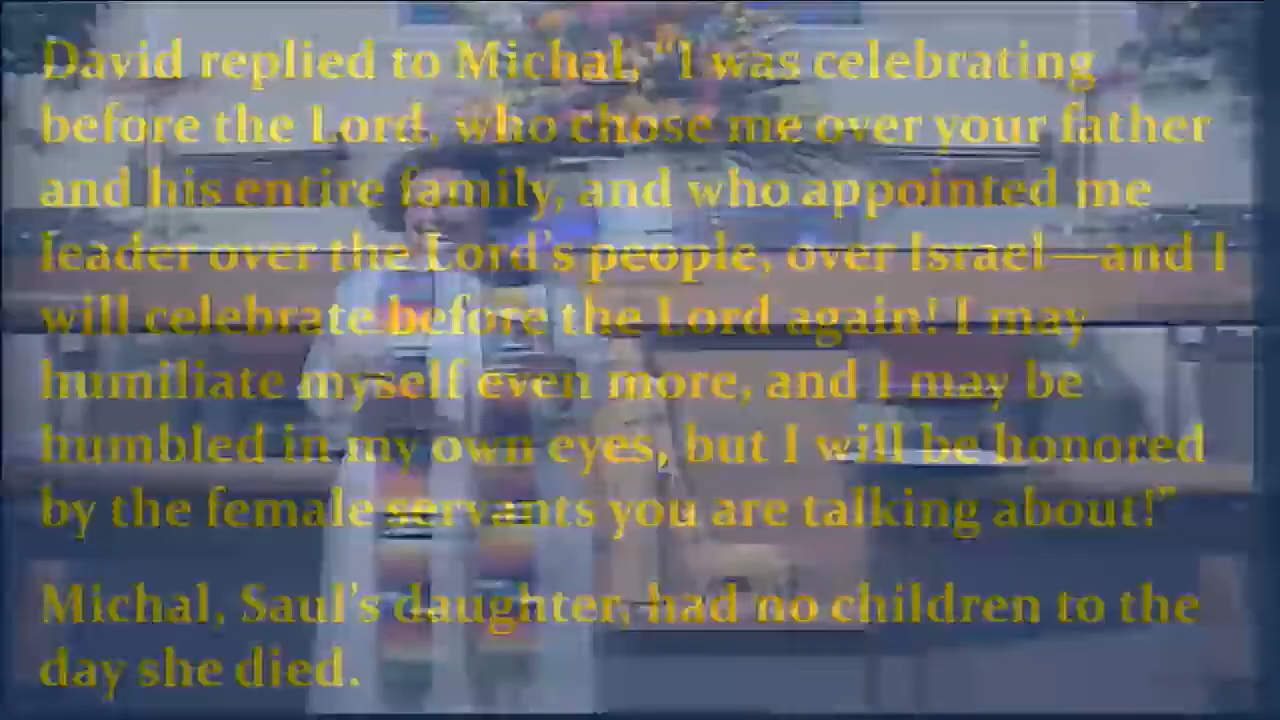 David replied to Michal, "I was celebrating
before the Lord, who chose me over your father
and his entire family, and who appointed me
leader over the Lord's people, over Israel—and I
will celebrate before the Lord again! I may
humiliate myself even more, and I may be
humbled in my own eyes, but I will be honored
by the female servants you are talking about!"
Michal, Saul's daughter, had no children to the
day she died.